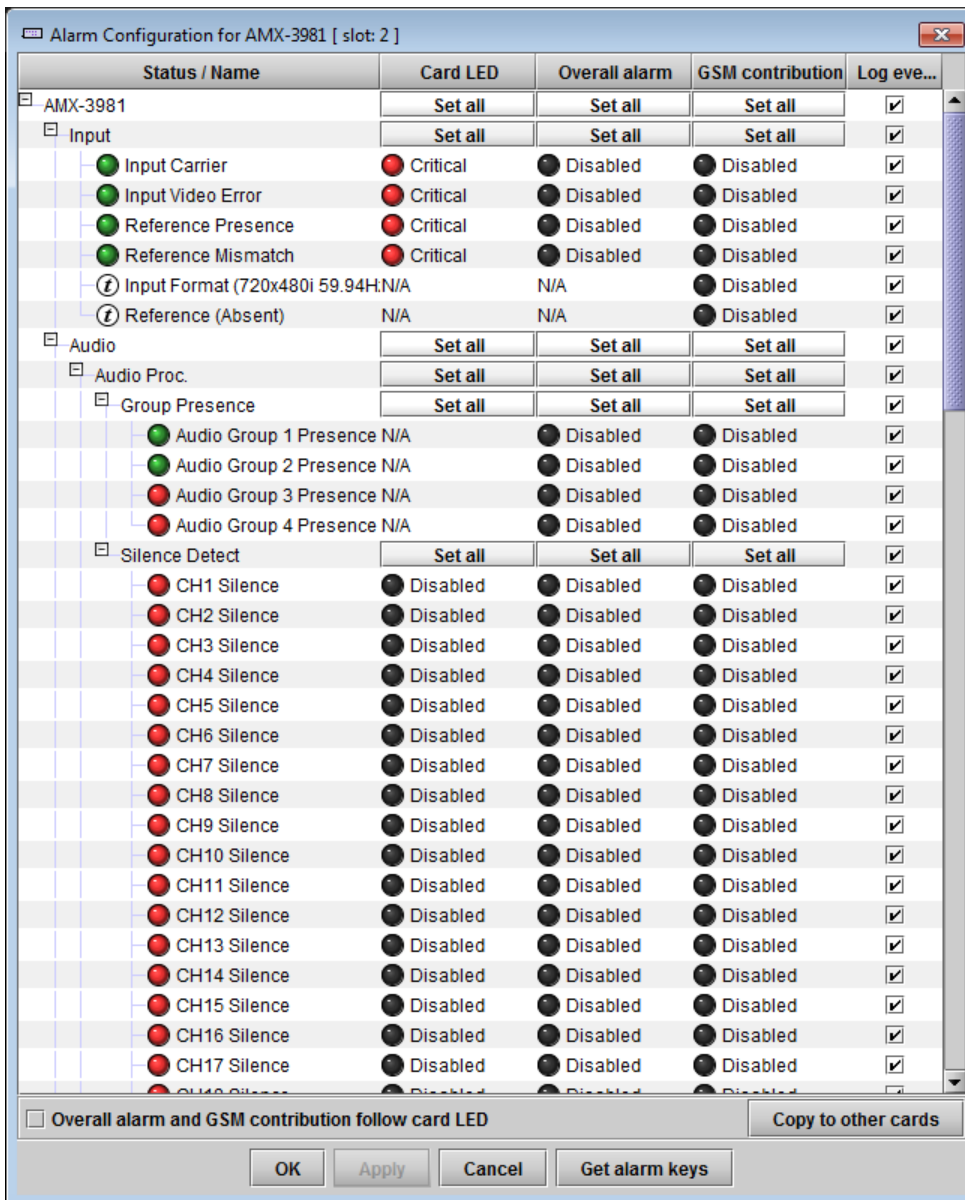 Alarm Configuration for AMX-3981 [ slot: 2 ]
Status / Name Card LED Overall alarm GSM contribution Log eve...
AMX-3981 Set all Set all Set all
Input Set all Set all Set all
Input Carrier Critical Disabled Disabled
Input Video Error Critical Disabled Disabled
Reference Presence Critical Disabled Disabled
Reference Mismatch Critical Disabled Disabled
t Input Format (720x480i 59.94H: N/A N/A Disabled
t Reference (Absent) N/A N/A Disabled
Audio Set all Set all Set all
Audio Proc. Set all Set all Set all
Group Presence Set all Set all Set all
Audio Group 1 Presence N/A Disabled Disabled
Audio Group 2 Presence N/A Disabled Disabled
Audio Group 3 Presence N/A Disabled Disabled
Audio Group 4 Presence N/A Disabled Disabled
Silence Detect Set all Set all Set all
CH1 Silence Disabled Disabled Disabled
CH2 Silence Disabled Disabled Disabled
CH3 Silence Disabled Disabled Disabled
CH4 Silence Disabled Disabled Disabled
CH5 Silence Disabled Disabled Disabled
CH6 Silence Disabled Disabled Disabled
CH7 Silence Disabled Disabled Disabled
CH8 Silence Disabled Disabled Disabled
CH9 Silence Disabled Disabled Disabled
CH10 Silence Disabled Disabled Disabled
CH11 Silence Disabled Disabled Disabled
CH12 Silence Disabled Disabled Disabled
CH13 Silence Disabled Disabled Disabled
CH14 Silence Disabled Disabled Disabled
CH15 Silence Disabled Disabled Disabled
CH16 Silence Disabled Disabled Disabled
CH17 Silence Disabled Disabled Disabled
Overall alarm and GSM contribution follow card LED Copy to other cards
OK Apply Cancel Get alarm keys